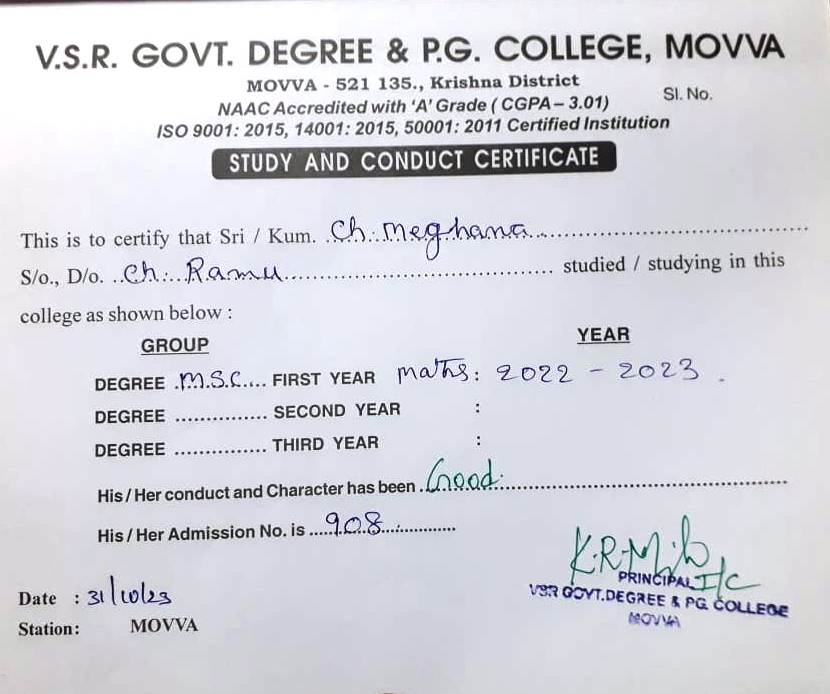 V.S.R. GOVT. DEGREE & P.G. COLLEGE, MOVVA
MOVVA - 521 135., Krishna District
NAAC Accredited with 'A' Grade ( CGPA – 3.01)
Sl. No.
ISO 9001: 2015, 14001: 2015, 50001: 2011 Certified Institution
STUDY AND CONDUCT CERTIFICATE
This is to certify that Sri / Kum. Ch. Meghana
S/o., D/o. Ch. Ramu studied / studying in this
college as shown below :
GROUP YEAR
DEGREE M.S.C FIRST YEAR maths : 2022 - 2023 .
DEGREE ............... SECOND YEAR :
DEGREE ............... THIRD YEAR :
His / Her conduct and Character has been Good.
His / Her Admission No. is 908
Date : 31/10/23
Station: MOVVA
PRINCIPAL I/C
VSR GOVT.DEGREE & PG. COLLEGE
MOVVA